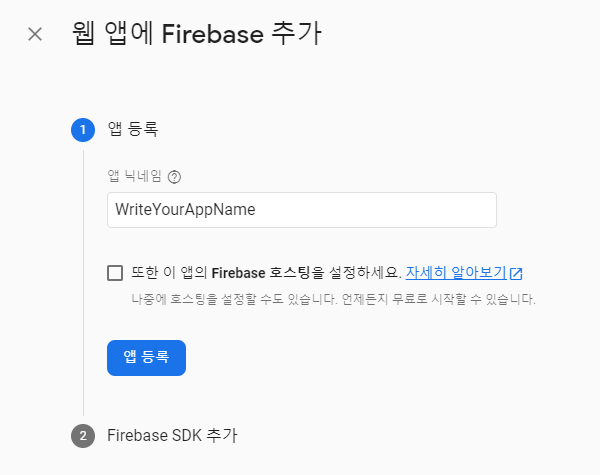 웹 앱에 Firebase 추가
1 앱 등록
앱 닉네임
WriteYourAppName
또한 이 앱의 Firebase 호스팅을 설정하세요. 자세히 알아보기
나중에 호스팅을 설정할 수도 있습니다. 언제든지 무료로 시작할 수 있습니다.
앱 등록
2 Firebase SDK 추가